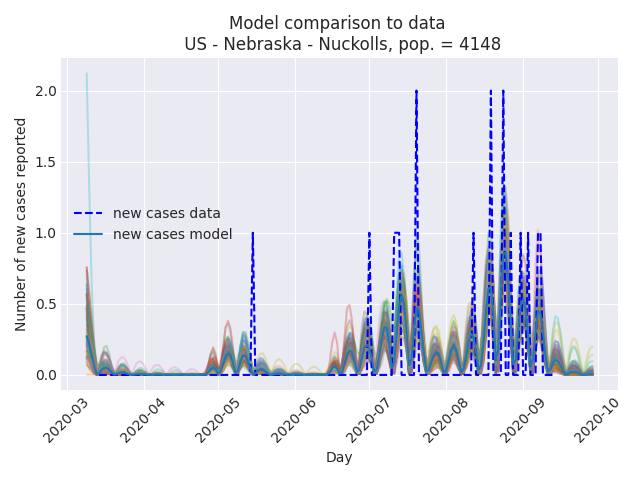 Model comparison to data
US - Nebraska - Nuckolls, pop. = 4148
Number of new cases reported
2.0
1.5
1.0
0.5
0.0
new cases data
new cases model
2020-03
2020-04
2020-05
2020-06
2020-07
2020-08
2020-09
2020-10
Day